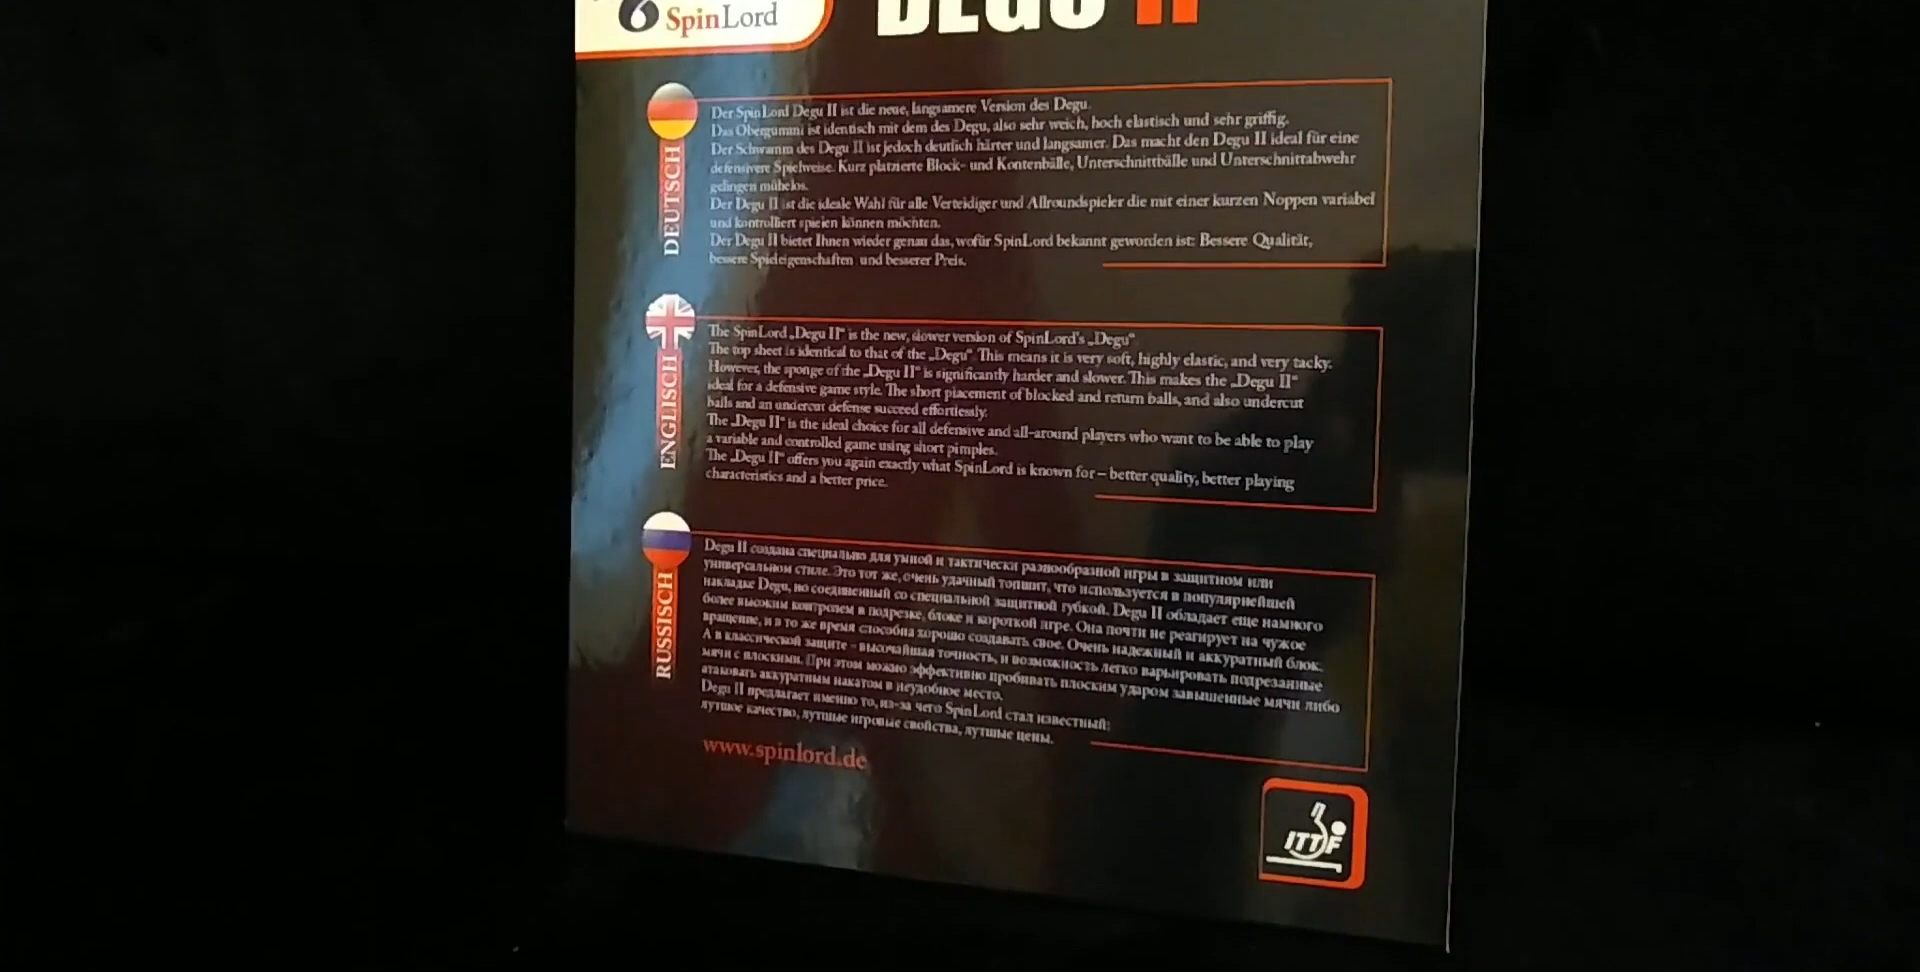 SpinLord
DEGU II
DEUTSCH
Der SpinLord Degu II ist die neue, langsamere Version des Degu.
Das Obergummi ist identisch mit dem des Degu, also sehr weich, hoch elastisch und sehr griffig.
Der Schwamm des Degu II ist jedoch deutlich härter und langsamer. Das macht den Degu II ideal für eine
defensivere Spielweise. Kurz platzierte Block- und Konterbälle, Unterschnittbälle und Unterschnittabwehr
gelingen mühelos.
Der Degu II ist die ideale Wahl für alle Verteidiger und Allroundspieler die mit einer kurzen Noppen variabel
und kontrolliert spielen können möchten.
Der Degu II bietet Ihnen wieder genau das, wofür SpinLord bekannt geworden ist: Bessere Qualität,
bessere Spieleigenschaften und besserer Preis.
ENGLISCH
The SpinLord „Degu II“ is the new, slower version of SpinLord's „Degu“
The top sheet is identical to that of the „Degu“ This means it is very soft, highly elastic, and very tacky.
However, the sponge of the „Degu II“ is significantly harder and slower. This makes the „Degu II“
ideal for a defensive game style. The short placement of blocked and return balls, and also undercut
balls and an undercut defense succeed effortlessly.
The „Degu II“ is the ideal choice for all defensive and all-around players who want to be able to play
a variable and controlled game using short pimples.
The „Degu II“ offers you again exactly what SpinLord is known for – better quality, better playing
characteristics and a better price.
RUSSISCH
Degu II создана специально для умной и тактически разнообразной игры в защитном или
универсальном стиле. Это тот же, очень удачный топшит, что используется в популярнейшей
накладке Degu, но соединенный со специальной защитной губкой. Degu II обладает еще намного
более высоким контролем в подрезке, блоке и короткой игре. Она почти не реагирует на чужое
вращение, и в то же время способна хорошо создавать свое. Очень надежный и аккуратный блок.
А в классической защите - высочайшая точность, и возможность легко варьировать подрезанные
мячи с плоскими. При этом можно эффективно пробивать плоским ударом завышенные мячи либо
атаковать аккуратным накатом в неудобное место.
Degu II предлагает именно то, из-за чего SpinLord стал известный:
лутшое качество, лутшые игровые свойства, лутшые цены.
www.spinlord.de
ITTF